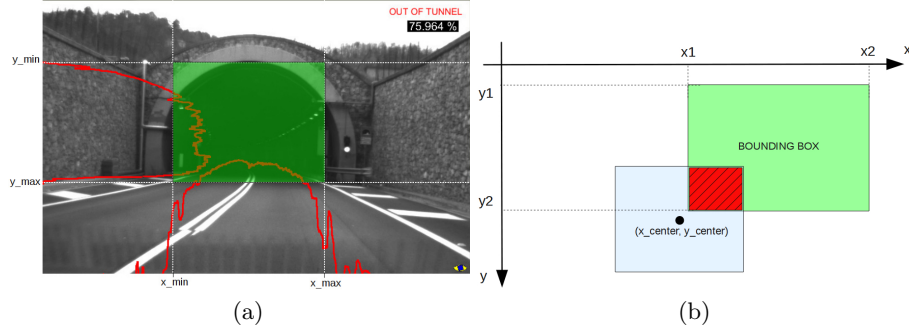 OUT OF TUNNEL
75.964 %
y_min
y_max
x_min
x_max
(a)
x1
x2
x
y1
BOUNDING BOX
y2
(x_center, y_center)
y
(b)